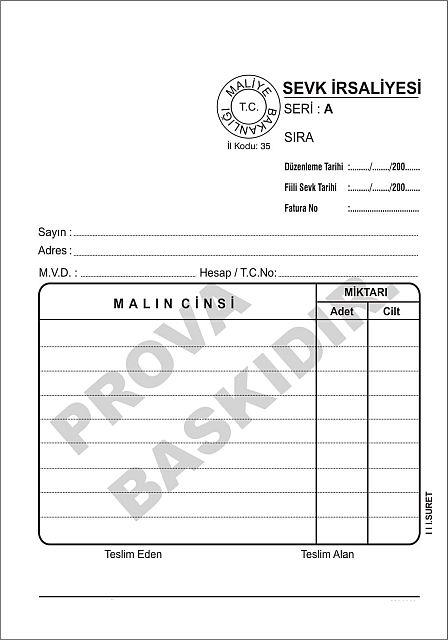 MALİYE
T.C.
BAKANLIĞI
İl Kodu: 35
SEVK İRSALİYESİ
SERİ : A
SIRA
Düzenleme Tarihi :......../......../200.......
Fiili Sevk Tarihi :......../......../200.......
Fatura No :................................
Sayın :
Adres :
M.V.D. : Hesap / T.C.No:
MALIN CİNSİ
MİKTARI
Adet Cilt
PROVA
BASKIDIR.
Teslim Eden Teslim Alan
III.SURET